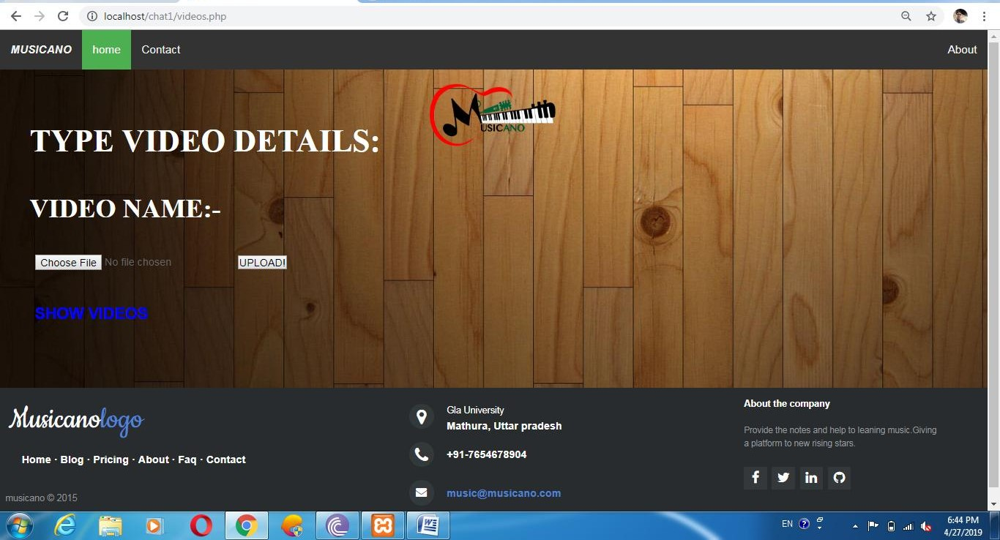 localhost/chat1/videos.php
MUSICANO home Contact About
MUSICANO
TYPE VIDEO DETAILS:
VIDEO NAME:-
Choose File No file chosen UPLOAD!
SHOW VIDEOS
Musicanologo
Home · Blog · Pricing · About · Faq · Contact
musicano © 2015
Gla University
Mathura, Uttar pradesh
+91-7654678904
music@musicano.com
About the company
Provide the notes and help to leaning music.Giving
a platform to new rising stars.
EN
6:44 PM
4/27/2019